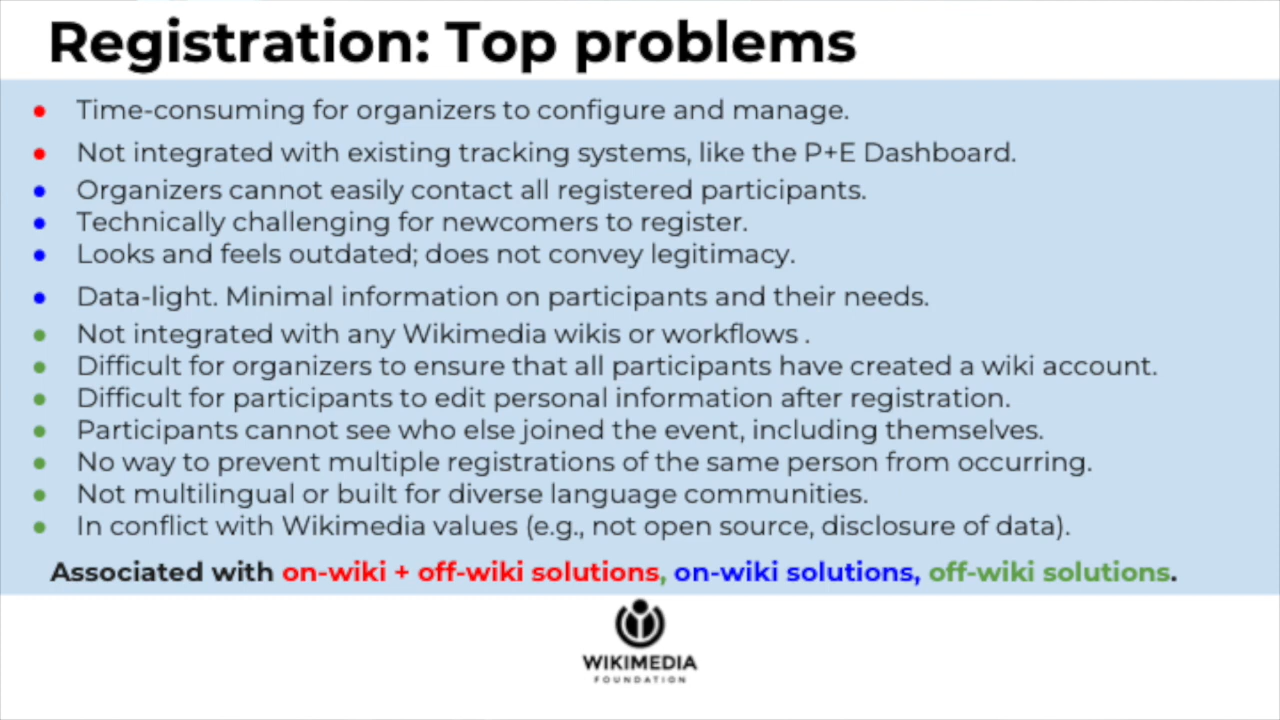 Registration: Top problems
• Time-consuming for organizers to configure and manage.
• Not integrated with existing tracking systems, like the P+E Dashboard.
• Organizers cannot easily contact all registered participants.
• Technically challenging for newcomers to register.
• Looks and feels outdated; does not convey legitimacy.
• Data-light. Minimal information on participants and their needs.
• Not integrated with any Wikimedia wikis or workflows .
• Difficult for organizers to ensure that all participants have created a wiki account.
• Difficult for participants to edit personal information after registration.
• Participants cannot see who else joined the event, including themselves.
• No way to prevent multiple registrations of the same person from occurring.
• Not multilingual or built for diverse language communities.
• In conflict with Wikimedia values (e.g., not open source, disclosure of data).
Associated with on-wiki + off-wiki solutions, on-wiki solutions, off-wiki solutions.
WIKIMEDIA
FOUNDATION